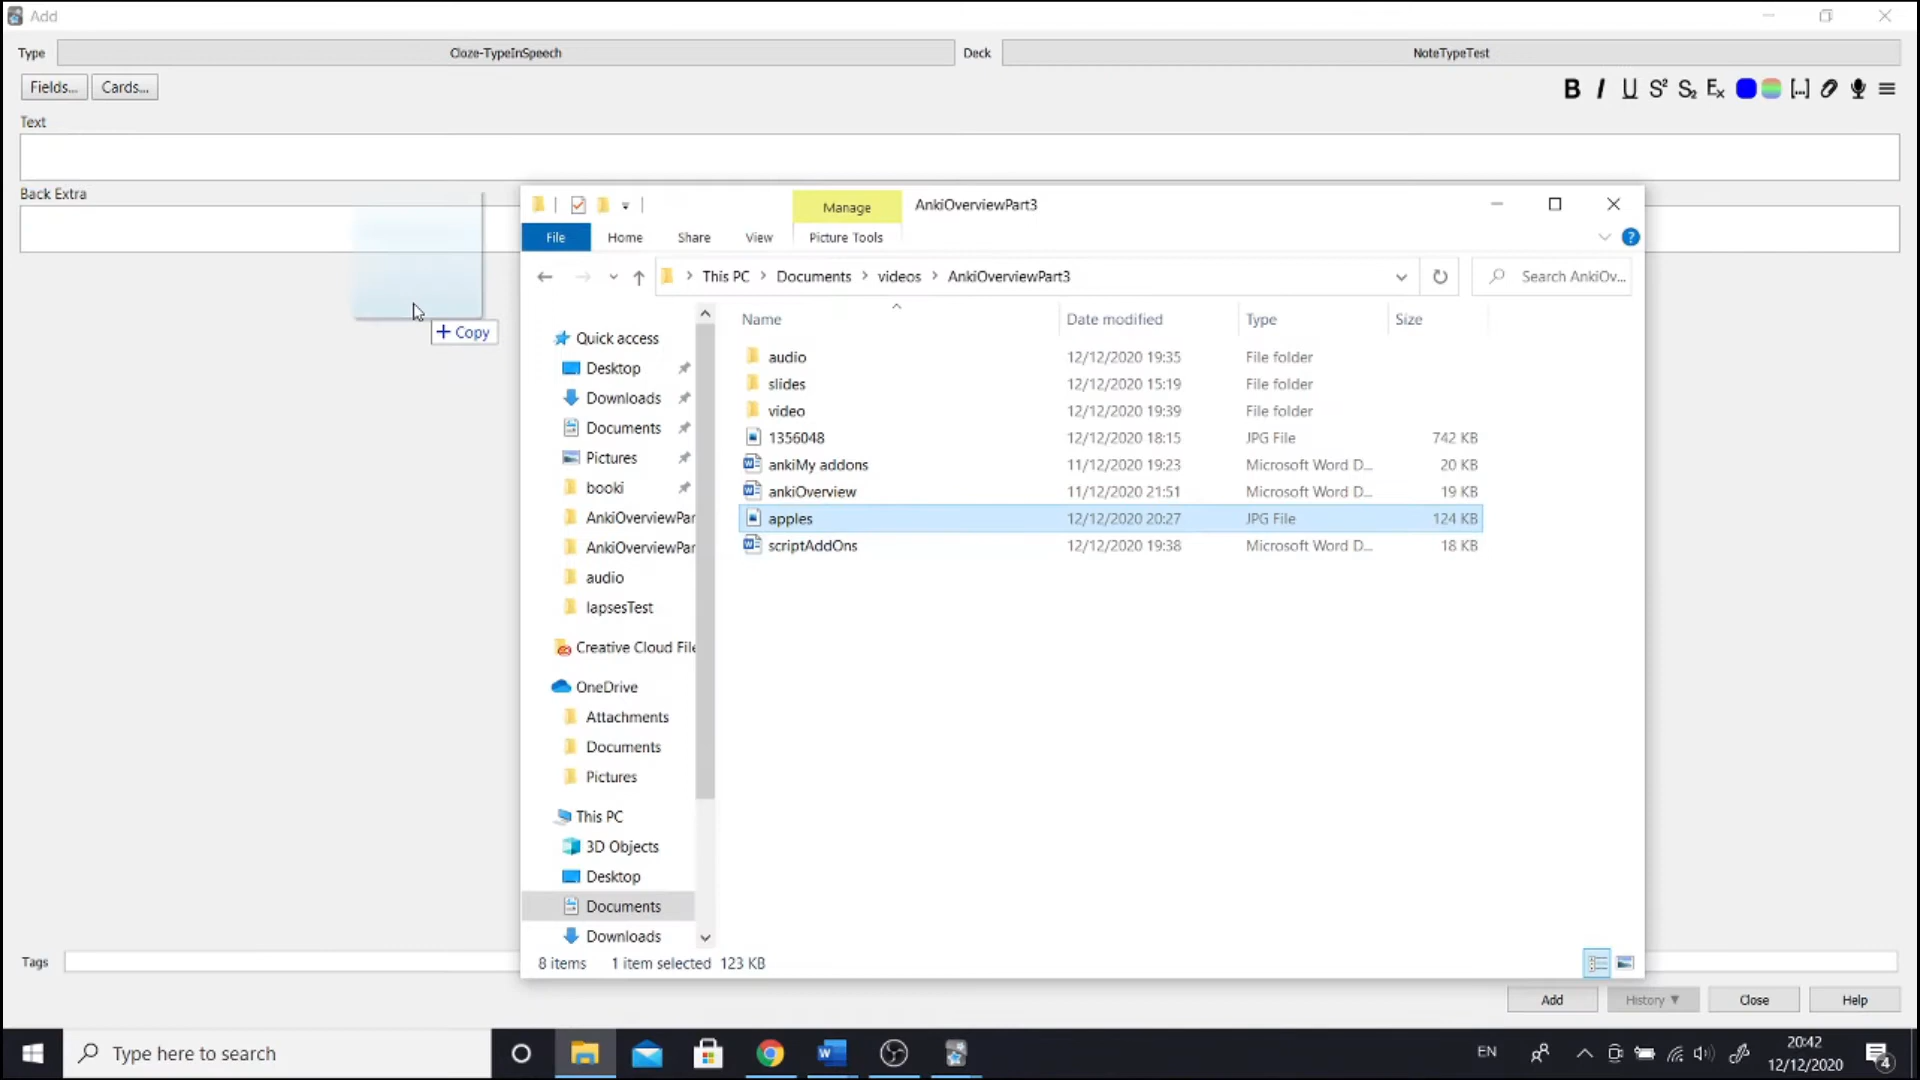 Add
Type Cloze-TypeInSpeech Deck NoteTypeTest
Fields... Cards... B I U S² S₂ Ex [...]
Text
Back Extra
Manage AnkiOverviewPart3
File Home Share View Picture Tools
This PC Documents videos AnkiOverviewPart3 Search AnkiOv...
+ Copy
Name Date modified Type Size
Quick access
Desktop
Downloads
Documents
Pictures
booki
AnkiOverviewPar
AnkiOverviewPar
audio
lapsesTest
Creative Cloud File
OneDrive
Attachments
Documents
Pictures
This PC
3D Objects
Desktop
Documents
Downloads
audio 12/12/2020 19:35 File folder
slides 12/12/2020 15:19 File folder
video 12/12/2020 19:39 File folder
1356048 12/12/2020 18:15 JPG File 742 KB
ankiMy addons 11/12/2020 19:23 Microsoft Word D... 20 KB
ankiOverview 11/12/2020 21:51 Microsoft Word D... 19 KB
apples 12/12/2020 20:27 JPG File 124 KB
scriptAddOns 12/12/2020 19:38 Microsoft Word D... 18 KB
8 items 1 item selected 123 KB
Tags
Add History ▼ Close Help
Type here to search
EN
20:42
12/12/2020
4